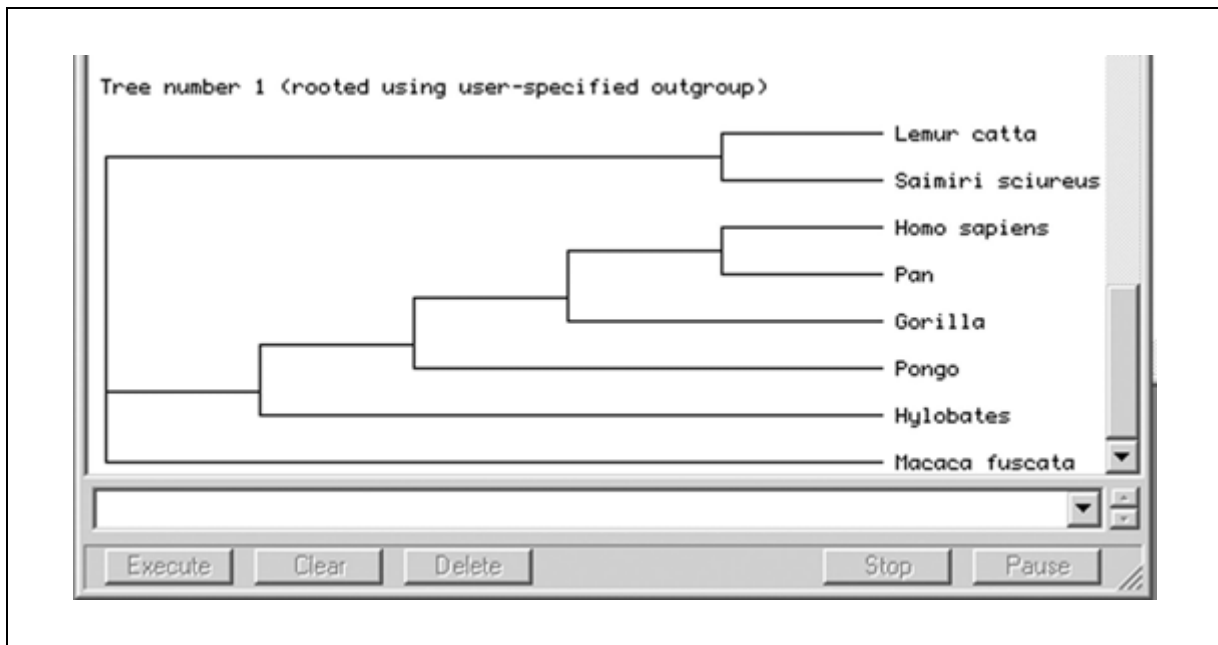 Tree number 1 (rooted using user-specified outgroup)
Lemur catta
Saimiri sciureus
Homo sapiens
Pan
Gorilla
Pongo
Hylobates
Macaca fuscata
Execute
Clear
Delete
Stop
Pause